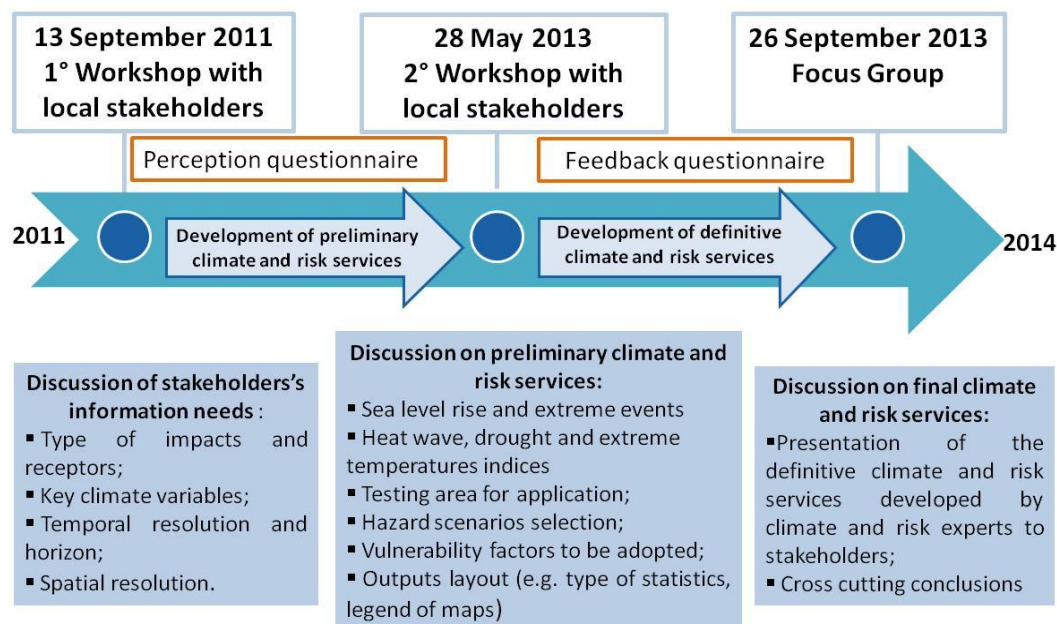 13 September 2011
1° Workshop with
local stakeholders
28 May 2013
2° Workshop with
local stakeholders
26 September 2013
Focus Group
Perception questionnaire
Feedback questionnaire
2011
Development of preliminary
climate and risk services
Development of definitive
climate and risk services
2014
Discussion of stakeholders's
information needs :
▪ Type of impacts and
receptors;
▪ Key climate variables;
▪ Temporal resolution and
horizon;
▪ Spatial resolution.
Discussion on preliminary climate and
risk services:
▪ Sea level rise and extreme events
▪ Heat wave, drought and extreme
temperatures indices
▪ Testing area for application;
▪ Hazard scenarios selection;
▪ Vulnerability factors to be adopted;
▪ Outputs layout (e.g. type of statistics,
legend of maps)
Discussion on final climate
and risk services:
▪Presentation of the
definitive climate and risk
services developed by
climate and risk experts to
stakeholders;
▪ Cross cutting conclusions